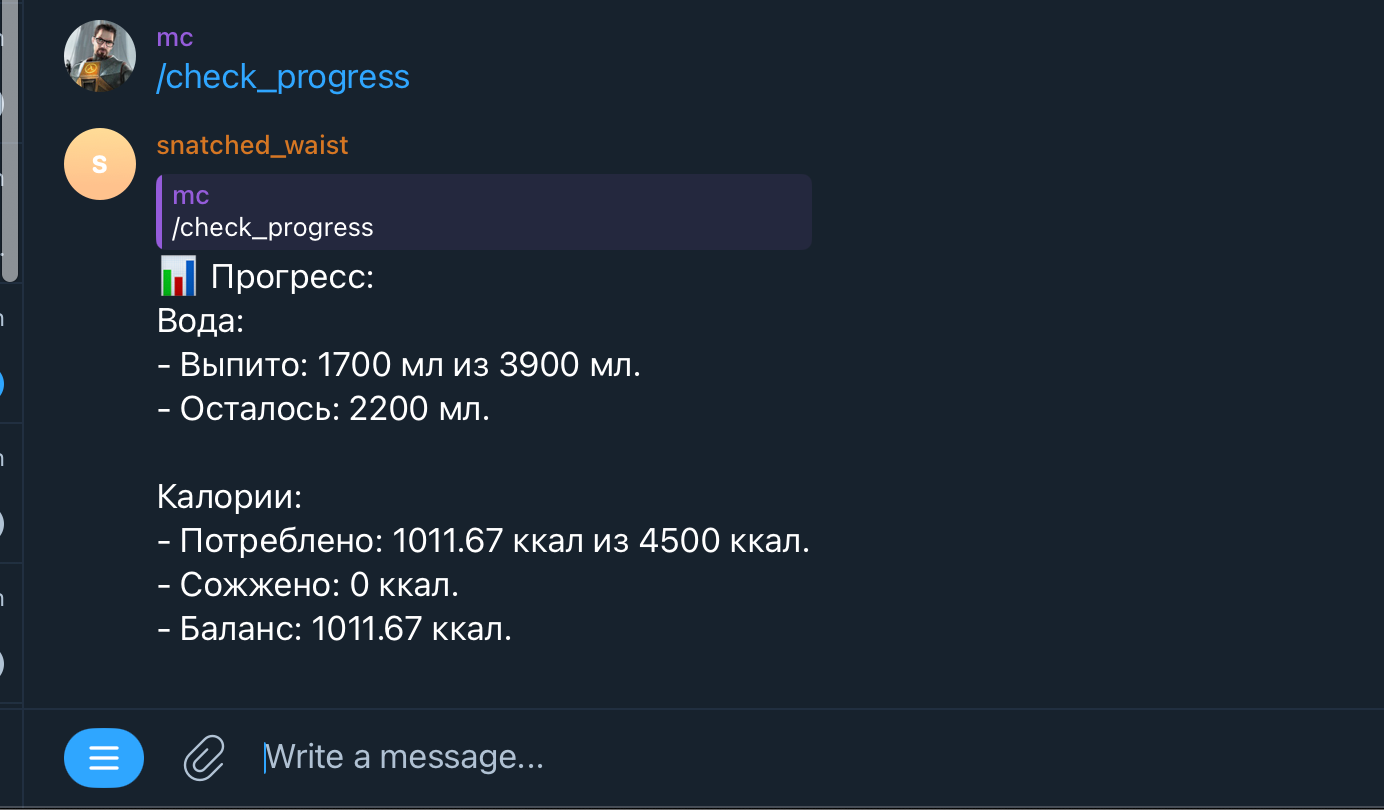 mc
/check_progress
S
snatched_waist
mc
/check_progress
📊 Прогресс:
Вода:
- Выпито: 1700 мл из 3900 мл.
- Осталось: 2200 мл.
Калории:
- Потреблено: 1011.67 ккал из 4500 ккал.
- Сожжено: 0 ккал.
- Баланс: 1011.67 ккал.
Write a message...